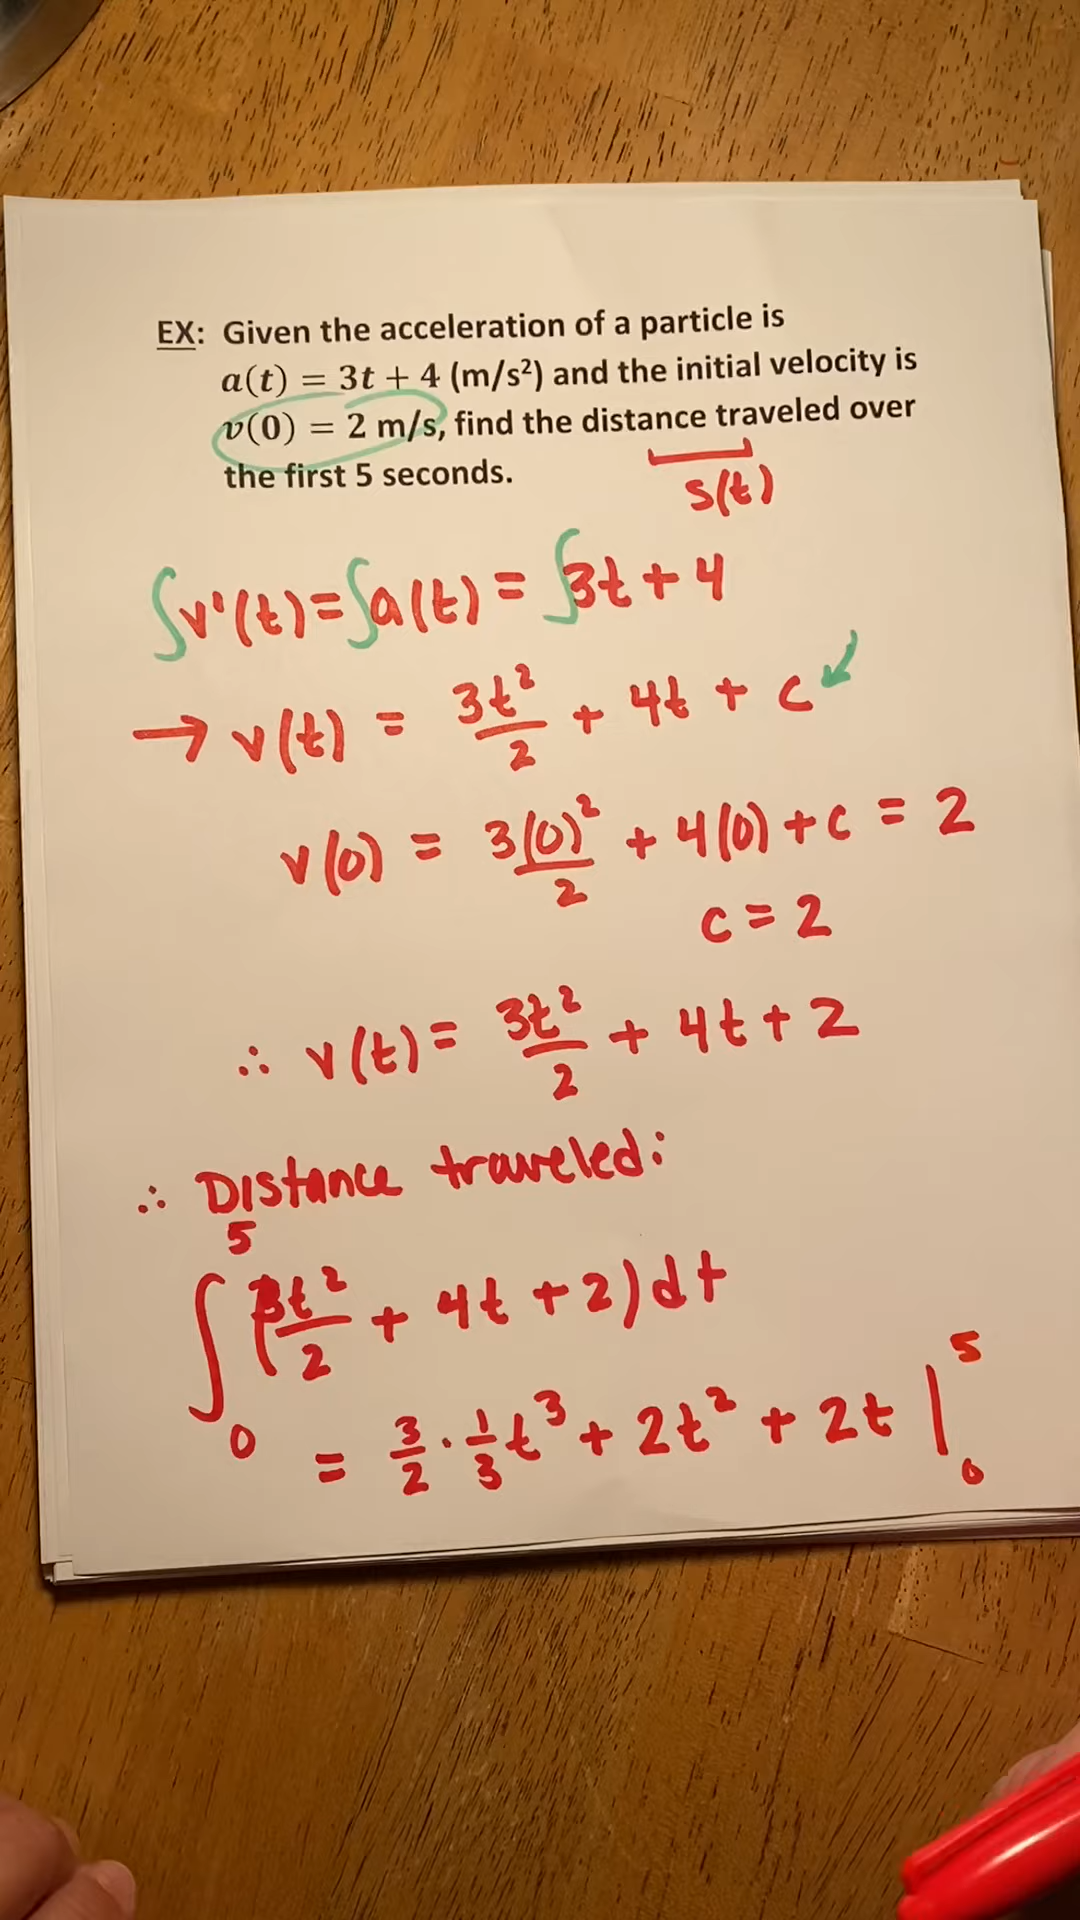 EX: Given the acceleration of a particle is
a(t) = 3t + 4 (m/s²) and the initial velocity is
v(0) = 2 m/s, find the distance traveled over
the first 5 seconds.
s(t)
∫v'(t) = ∫a(t) = ∫3t + 4
→ v(t) = 3t²/2 + 4t + c
v(0) = 3(0)²/2 + 4(0) + c = 2
c = 2
∴ v(t) = 3t²/2 + 4t + 2
∴ Distance traveled:
∫₀⁵ (3t²/2 + 4t + 2) dt
= 3/2 · 1/3 t³ + 2t² + 2t |₀⁵